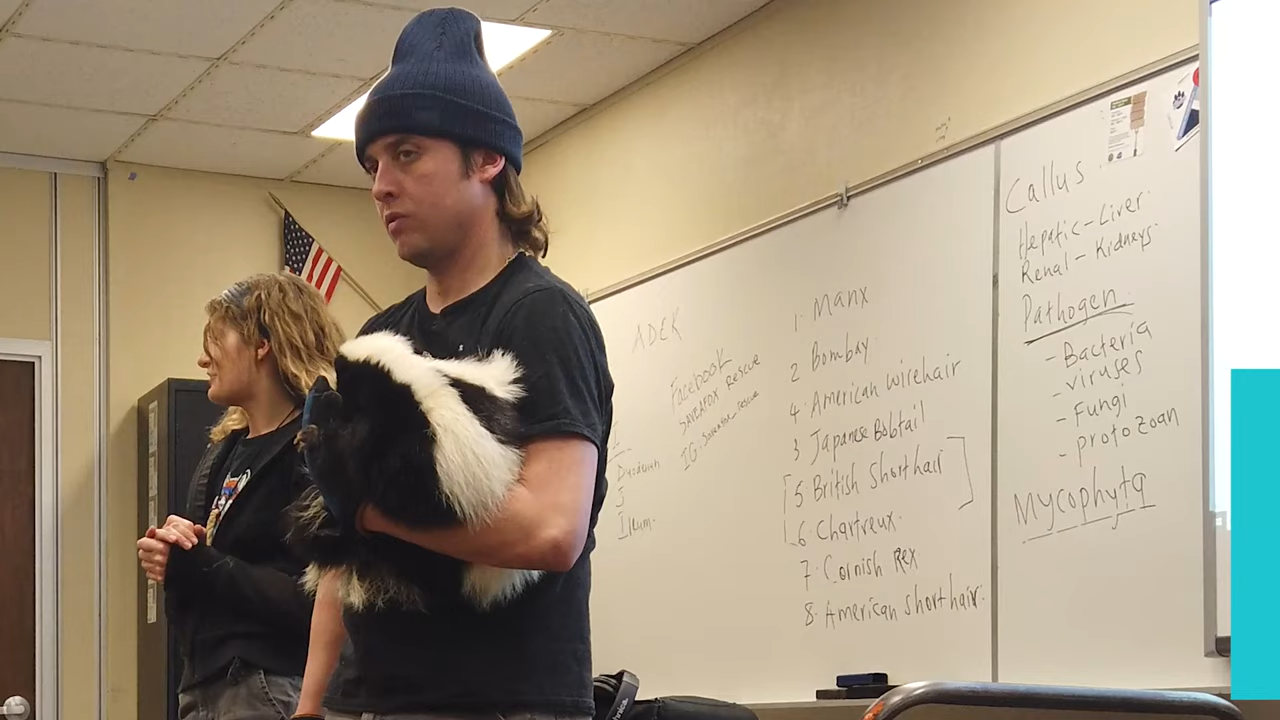 ADEK
Facebook
SAVEAFOX Rescue
IG: Saveafox_rescue
J
Ileum.
1. Manx
2 Bombay
4. American Wirehair
3 Japanese Bobtail
5 British Shorthair
6 Chartreux.
7. Cornish Rex
8. American shorthair.
Callus
Hepatic-Liver
Renal-Kidneys
Pathogen
- Bacteria
- viruses
- Fungi
- protozoan
Mycophyta